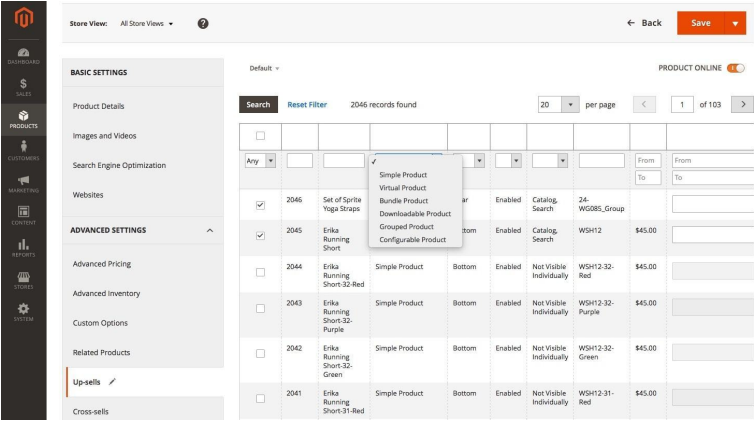 Store View: All Store Views ▼ ?
← Back
Save
DASHBOARD
SALES
PRODUCTS
CUSTOMERS
MARKETING
CONTENT
REPORTS
STORES
SYSTEM
BASIC SETTINGS
Product Details
Images and Videos
Search Engine Optimization
Websites
ADVANCED SETTINGS
Advanced Pricing
Advanced Inventory
Custom Options
Related Products
Up-sells
Cross-sells
Default
PRODUCT ONLINE
Search Reset Filter 2046 records found 20 per page 1 of 103
Any From From
To To
✓
Simple Product
Virtual Product
Bundle Product
Downloadable Product
Grouped Product
Configurable Product
2046 Set of Sprite Enabled Catalog, 24-
Yoga Straps Search WG085_Group
2045 Erika Enabled Catalog, WSH12 $45.00
Running Search
Short
2044 Erika Simple Product Bottom Enabled Not Visible WSH12-32- $45.00
Running Individually Red
Short-32-Red
2043 Erika Simple Product Bottom Enabled Not Visible WSH12-32- $45.00
Running Individually Purple
Short-32-
Purple
2042 Erika Simple Product Bottom Enabled Not Visible WSH12-32- $45.00
Running Individually Green
Short-32-
Green
2041 Erika Simple Product Bottom Enabled Not Visible WSH12-31- $45.00
Running Individually Red
Short-31-Red